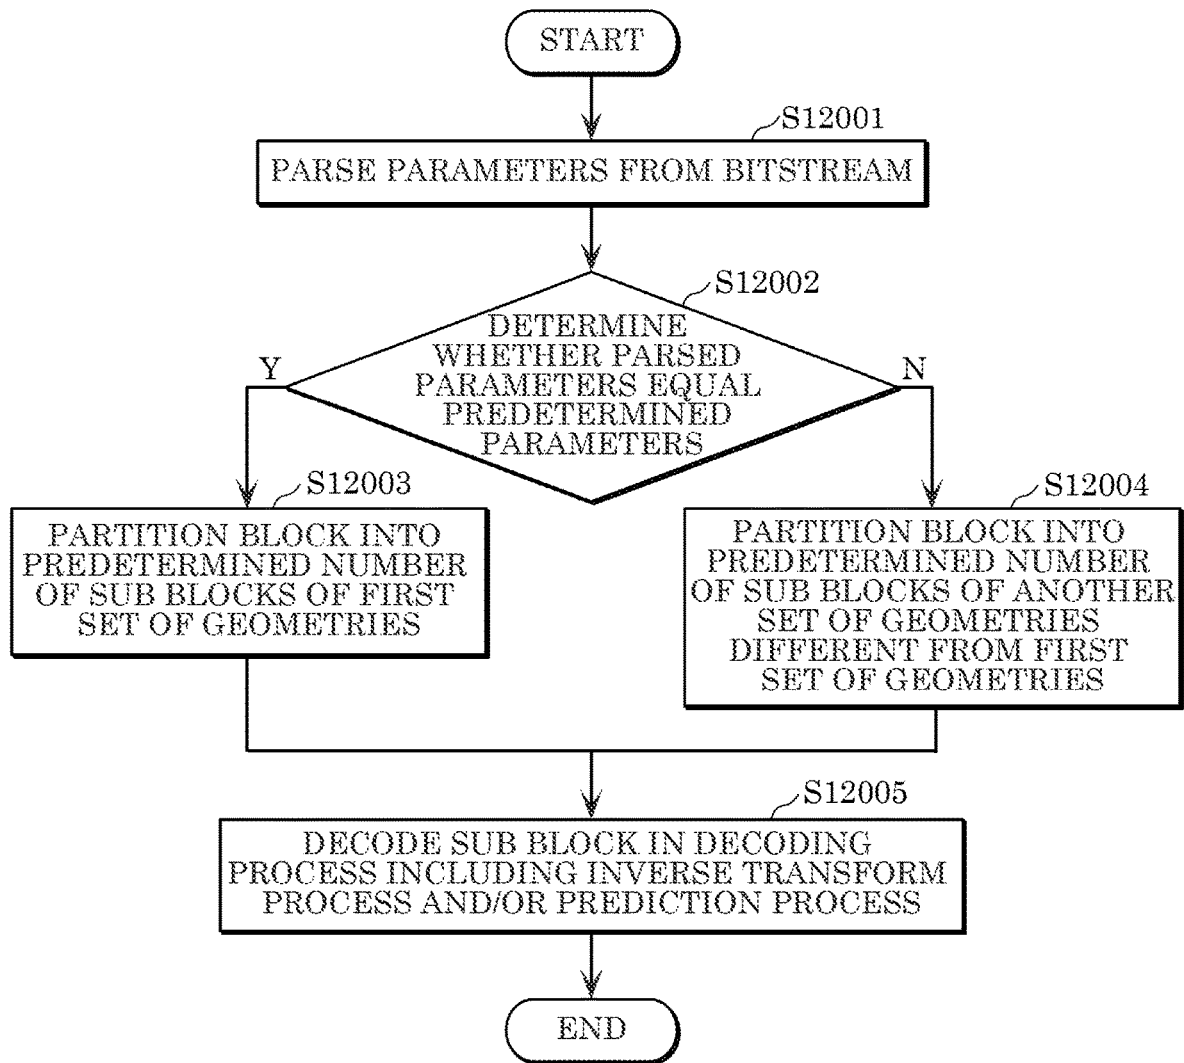 START
S12001
PARSE PARAMETERS FROM BITSTREAM
S12002
DETERMINE
WHETHER PARSED
PARAMETERS EQUAL
PREDETERMINED
PARAMETERS
Y
N
S12003
PARTITION BLOCK INTO
PREDETERMINED NUMBER
OF SUB BLOCKS OF FIRST
SET OF GEOMETRIES
S12004
PARTITION BLOCK INTO
PREDETERMINED NUMBER
OF SUB BLOCKS OF ANOTHER
SET OF GEOMETRIES
DIFFERENT FROM FIRST
SET OF GEOMETRIES
S12005
DECODE SUB BLOCK IN DECODING
PROCESS INCLUDING INVERSE TRANSFORM
PROCESS AND/OR PREDICTION PROCESS
END